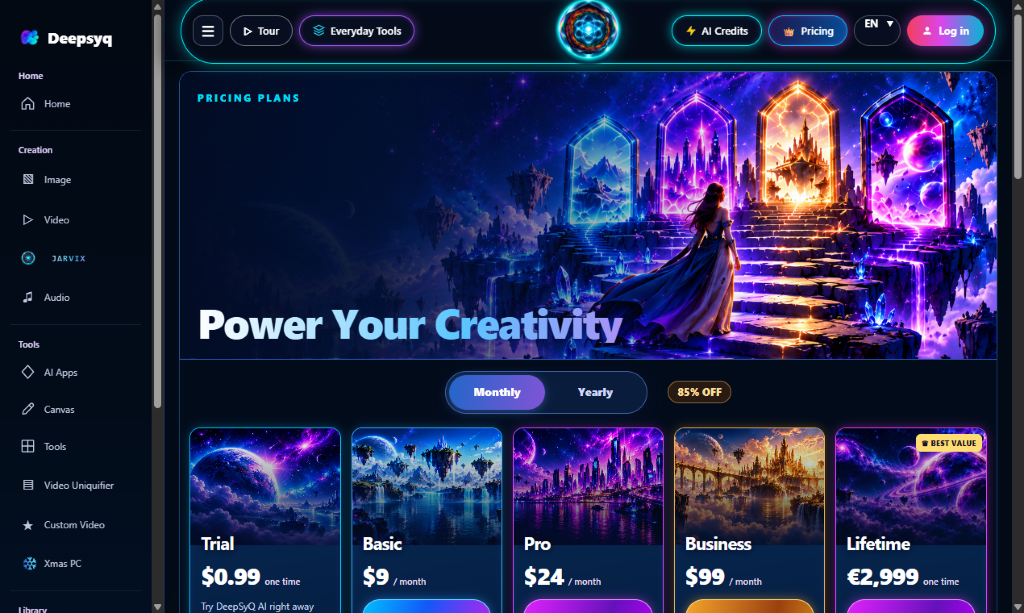 Deepsyq
Home
Home
Creation
Image
Video
JARVIX
Audio
Tools
AI Apps
Canvas
Tools
Video Uniquifier
Custom Video
Xmas PC
Library
Tour
Everyday Tools
AI Credits
Pricing
EN
Log in
PRICING PLANS
Power Your Creativity
Monthly
Yearly
85% OFF
Trial
$0.99 one time
Try DeepSyQ AI right away
Basic
$9 / month
Pro
$24 / month
Business
$99 / month
BEST VALUE
Lifetime
€2,999 one time